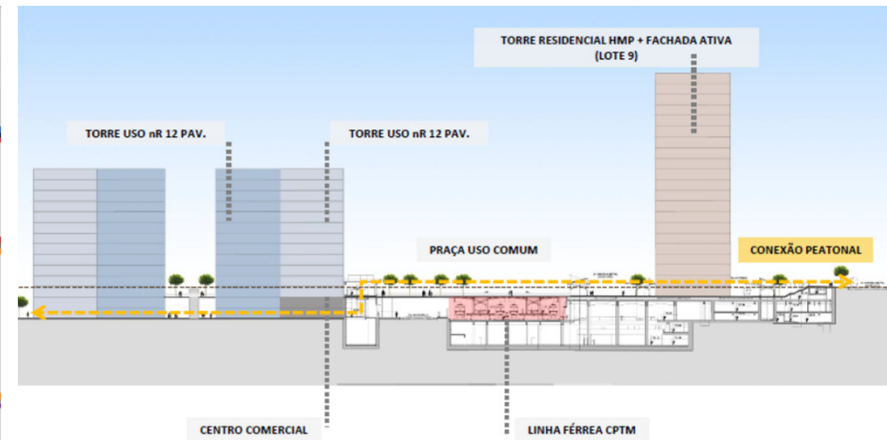 TORRE RESIDENCIAL HMP + FACHADA ATIVA
(LOTE 9)
TORRE USO nR 12 PAV.
TORRE USO nR 12 PAV.
PRAÇA USO COMUM
CONEXÃO PEATONAL
CENTRO COMERCIAL
LINHA FÉRREA CPTM